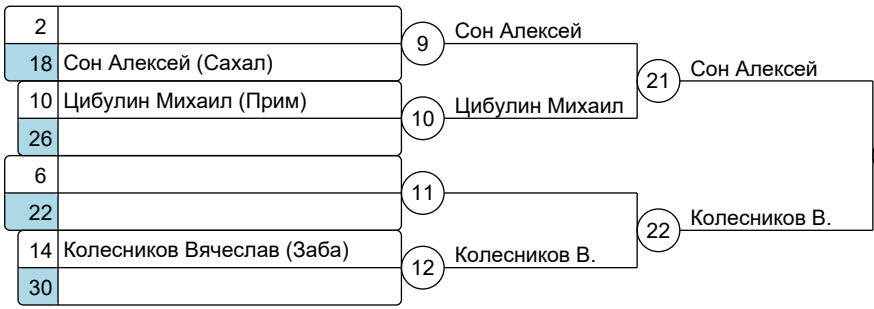 2
9
Сон Алексей
18 Сон Алексей (Сахал)
21
Сон Алексей
10 Цибулин Михаил (Прим)
10
Цибулин Михаил
26
6
11
22
22
Колесников В.
14 Колесников Вячеслав (Заба)
12
Колесников В.
30